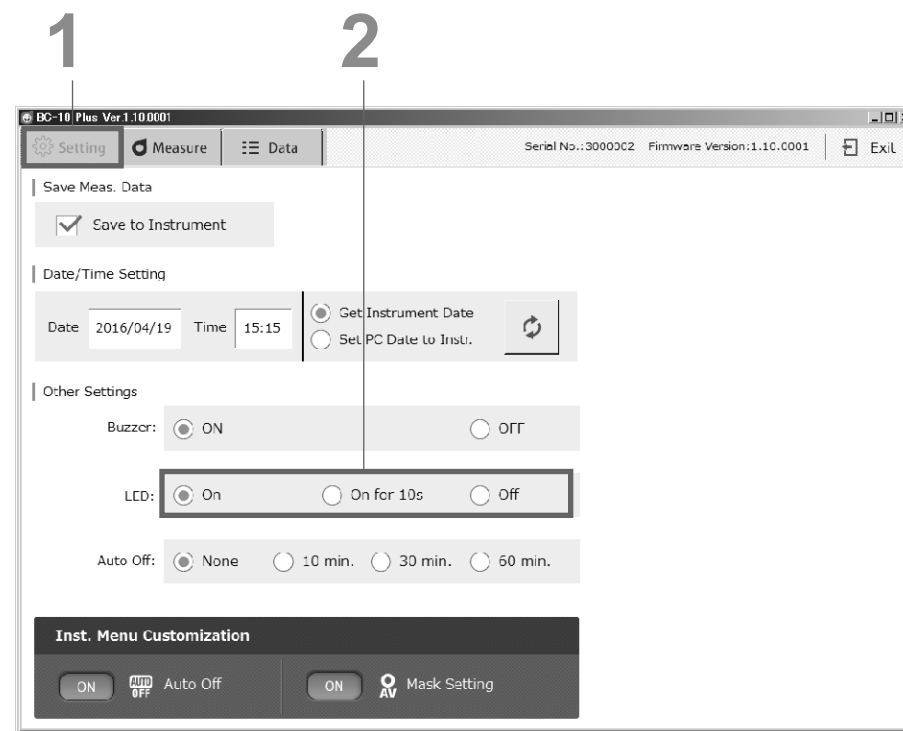 1 2
BC-10 Plus Ver.1.10.0001
Setting Measure Data Serial No.:3000002 Firmware Version:1.10.0001 Exit
Save Meas. Data
Save to Instrument
Date/Time Setting
Date 2016/04/19 Time 15:15 Get Instrument Date
Set PC Date to Instr.
Other Settings
Buzzer: ON OFF
LED: On On for 10s Off
Auto Off: None 10 min. 30 min. 60 min.
Inst. Menu Customization
ON AUTO OFF Auto Off ON AV Mask Setting